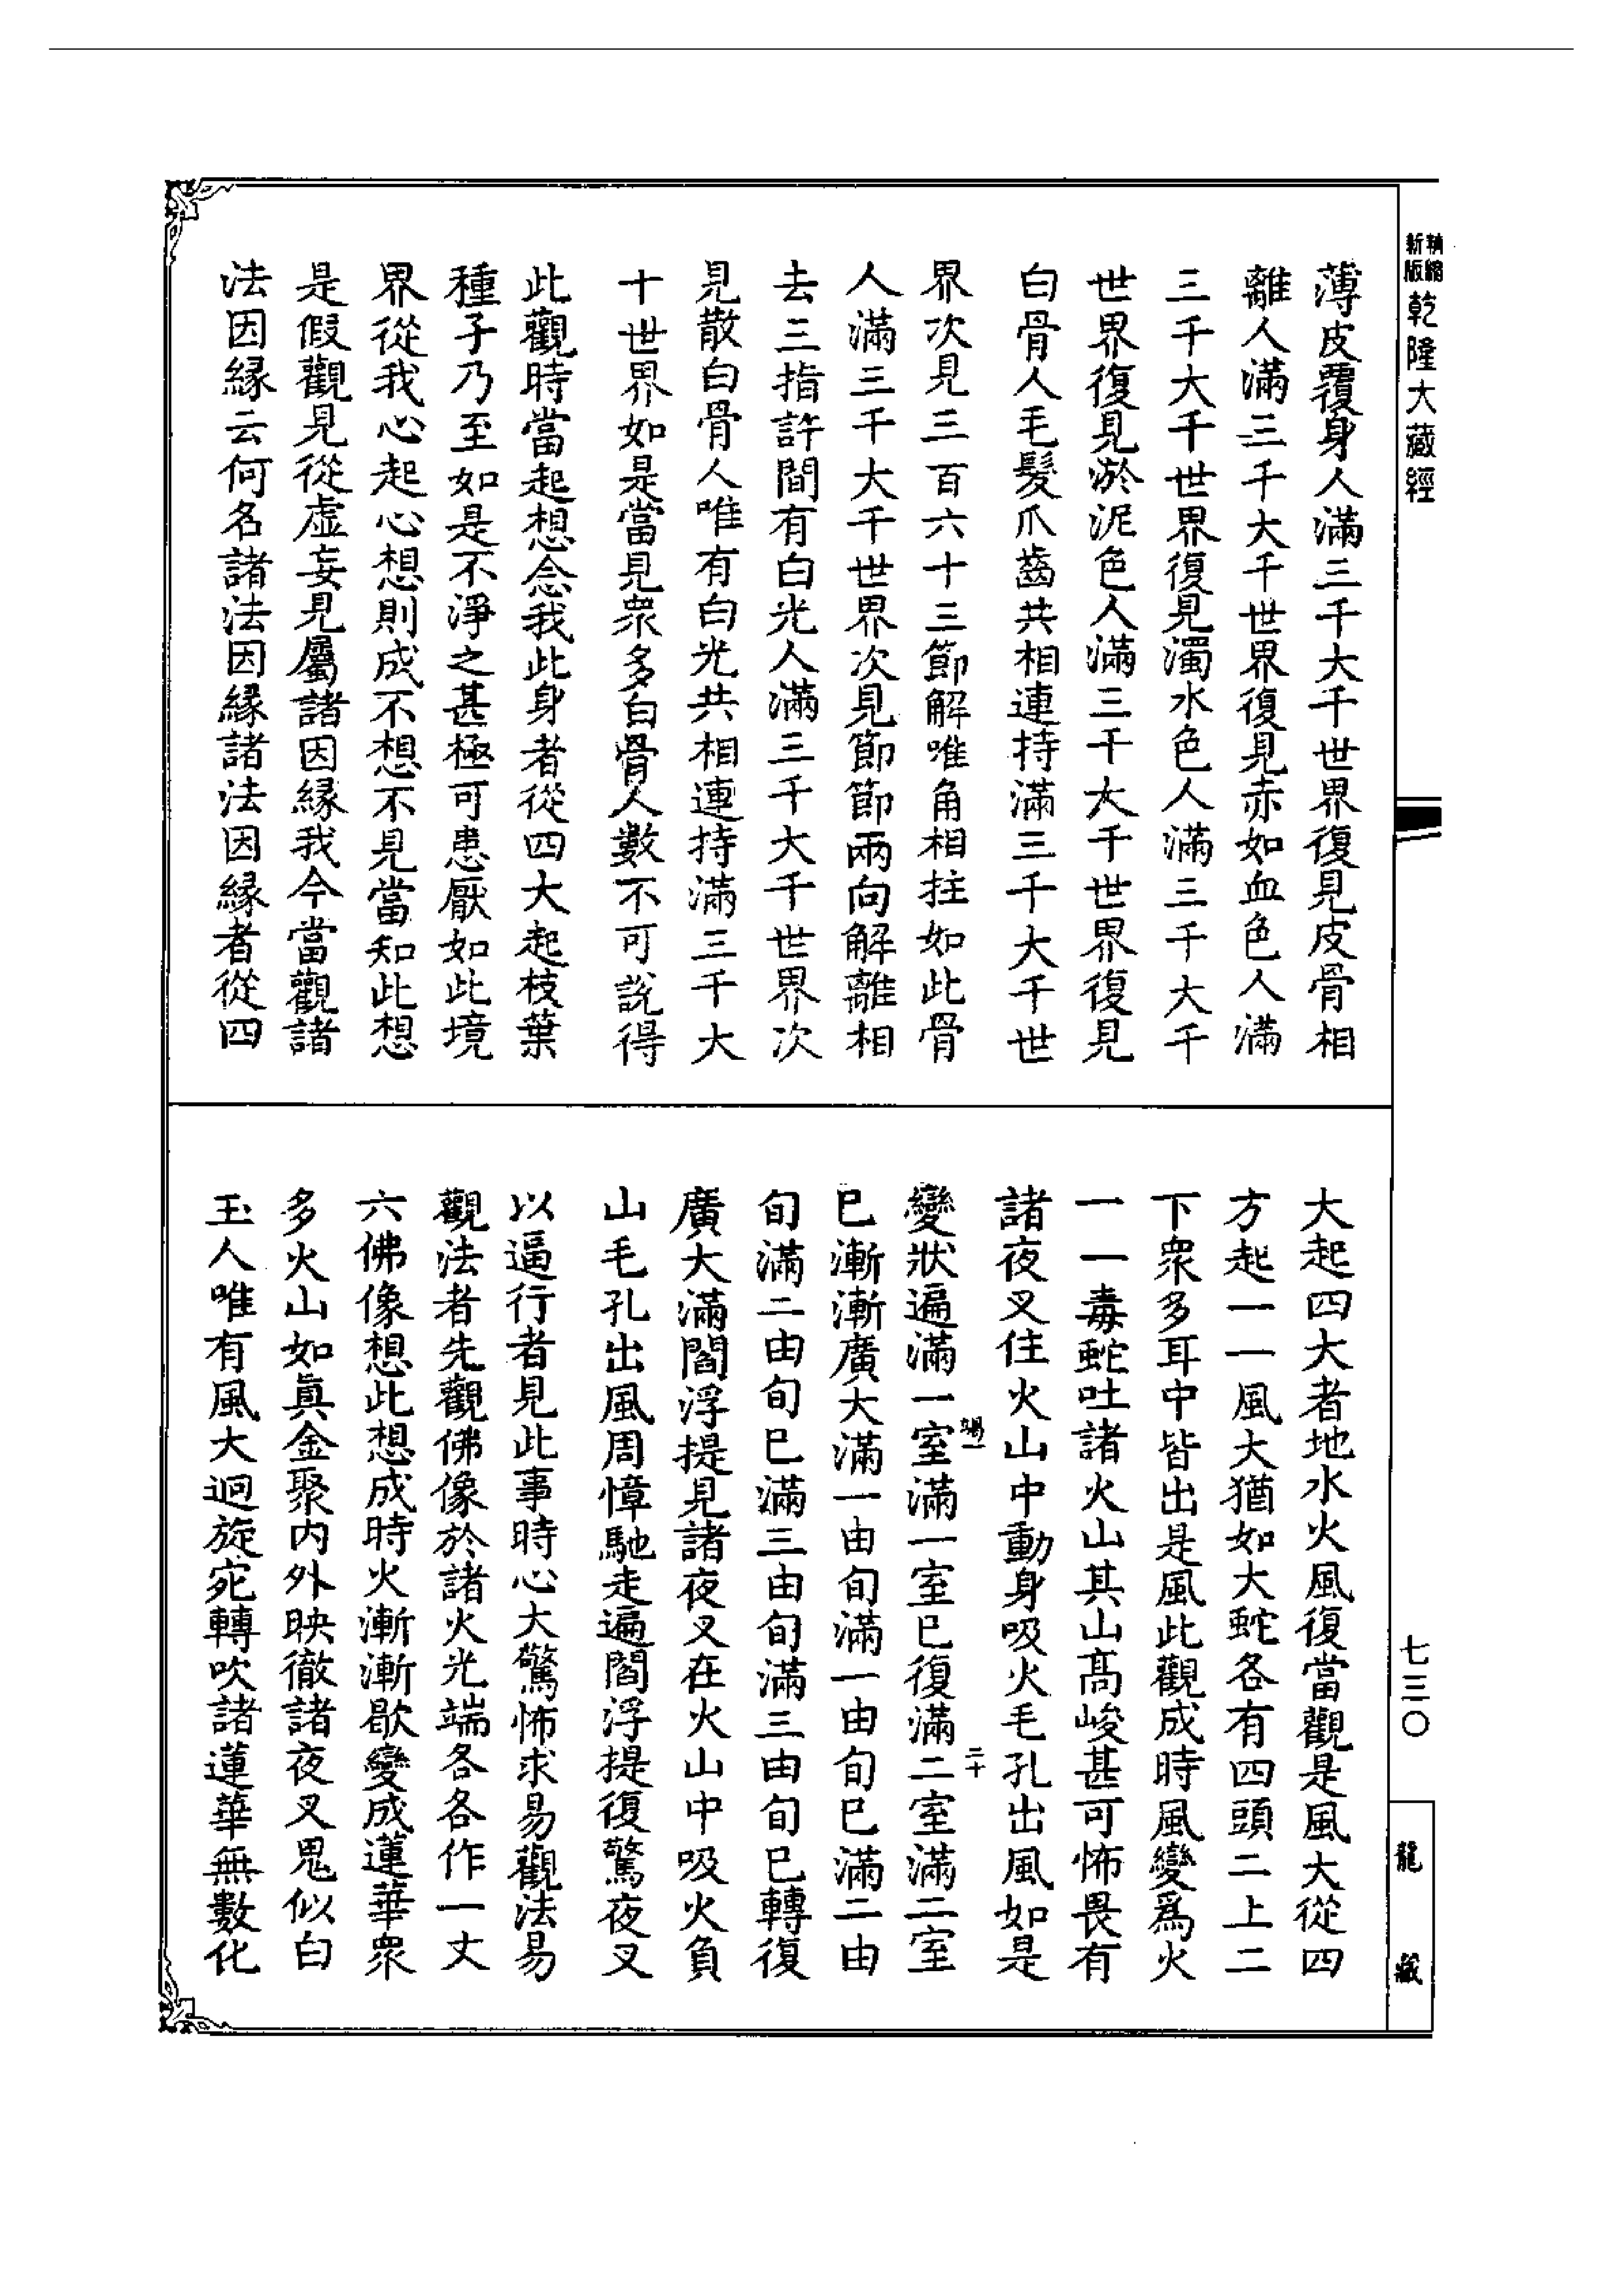 精縮
新版
乾隆大藏經
薄皮覆身人滿三千大千世界復見皮骨相
離人滿三千大千世界復見赤如血色人滿
三千大千世界復見濁水色人滿三千大千
世界復見淤泥色人滿三千大千世界復見
白骨人毛髮爪齒共相連持滿三千大千世
界次見三百六十三節解唯角相拄如此骨
人滿三千大千世界次見節節兩向解離相
去三指許間有白光人滿三千大千世界次
見散白骨人唯有白光共相連持滿三千大
十世界如是當見衆多白骨人數不可說得
此觀時當起想念我此身者從四大起枝葉
種子乃至如是不淨之甚極可患厭如此境
界從我心起心想則成不想不見當知此想
是假觀見從虛妄見屬諸因緣我今當觀諸
法因緣云何名諸法因緣諸法因緣者從四
大起四大者地水火風復當觀是風大從四
方起一一風大猶如大蛇各有四頭二上二
下衆多耳中皆出是風此觀成時風變爲火
一一毒蛇吐諸火山其山高峻甚可怖畏有
諸夜叉住火山中動身吸火毛孔出風如是
變狀遍滿一室滿一室已復滿二室滿二室
已漸漸廣大滿一由旬滿一由旬已滿二由
旬滿二由旬已滿三由旬滿三由旬已轉復
廣大滿閻浮提見諸夜叉在火山中吸火負
山毛孔出風周慞馳走遍閻浮提復驚夜叉
以逼行者見此事時心大驚怖求易觀法易
觀法者先觀佛像於諸火光端各各作一丈
六佛像想此想成時火漸漸歇變成蓮華衆
多火山如眞金聚內外映徹諸夜叉鬼似白
玉人唯有風大迴旋宛轉吹諸蓮華無數化
二十
七三〇
龍藏